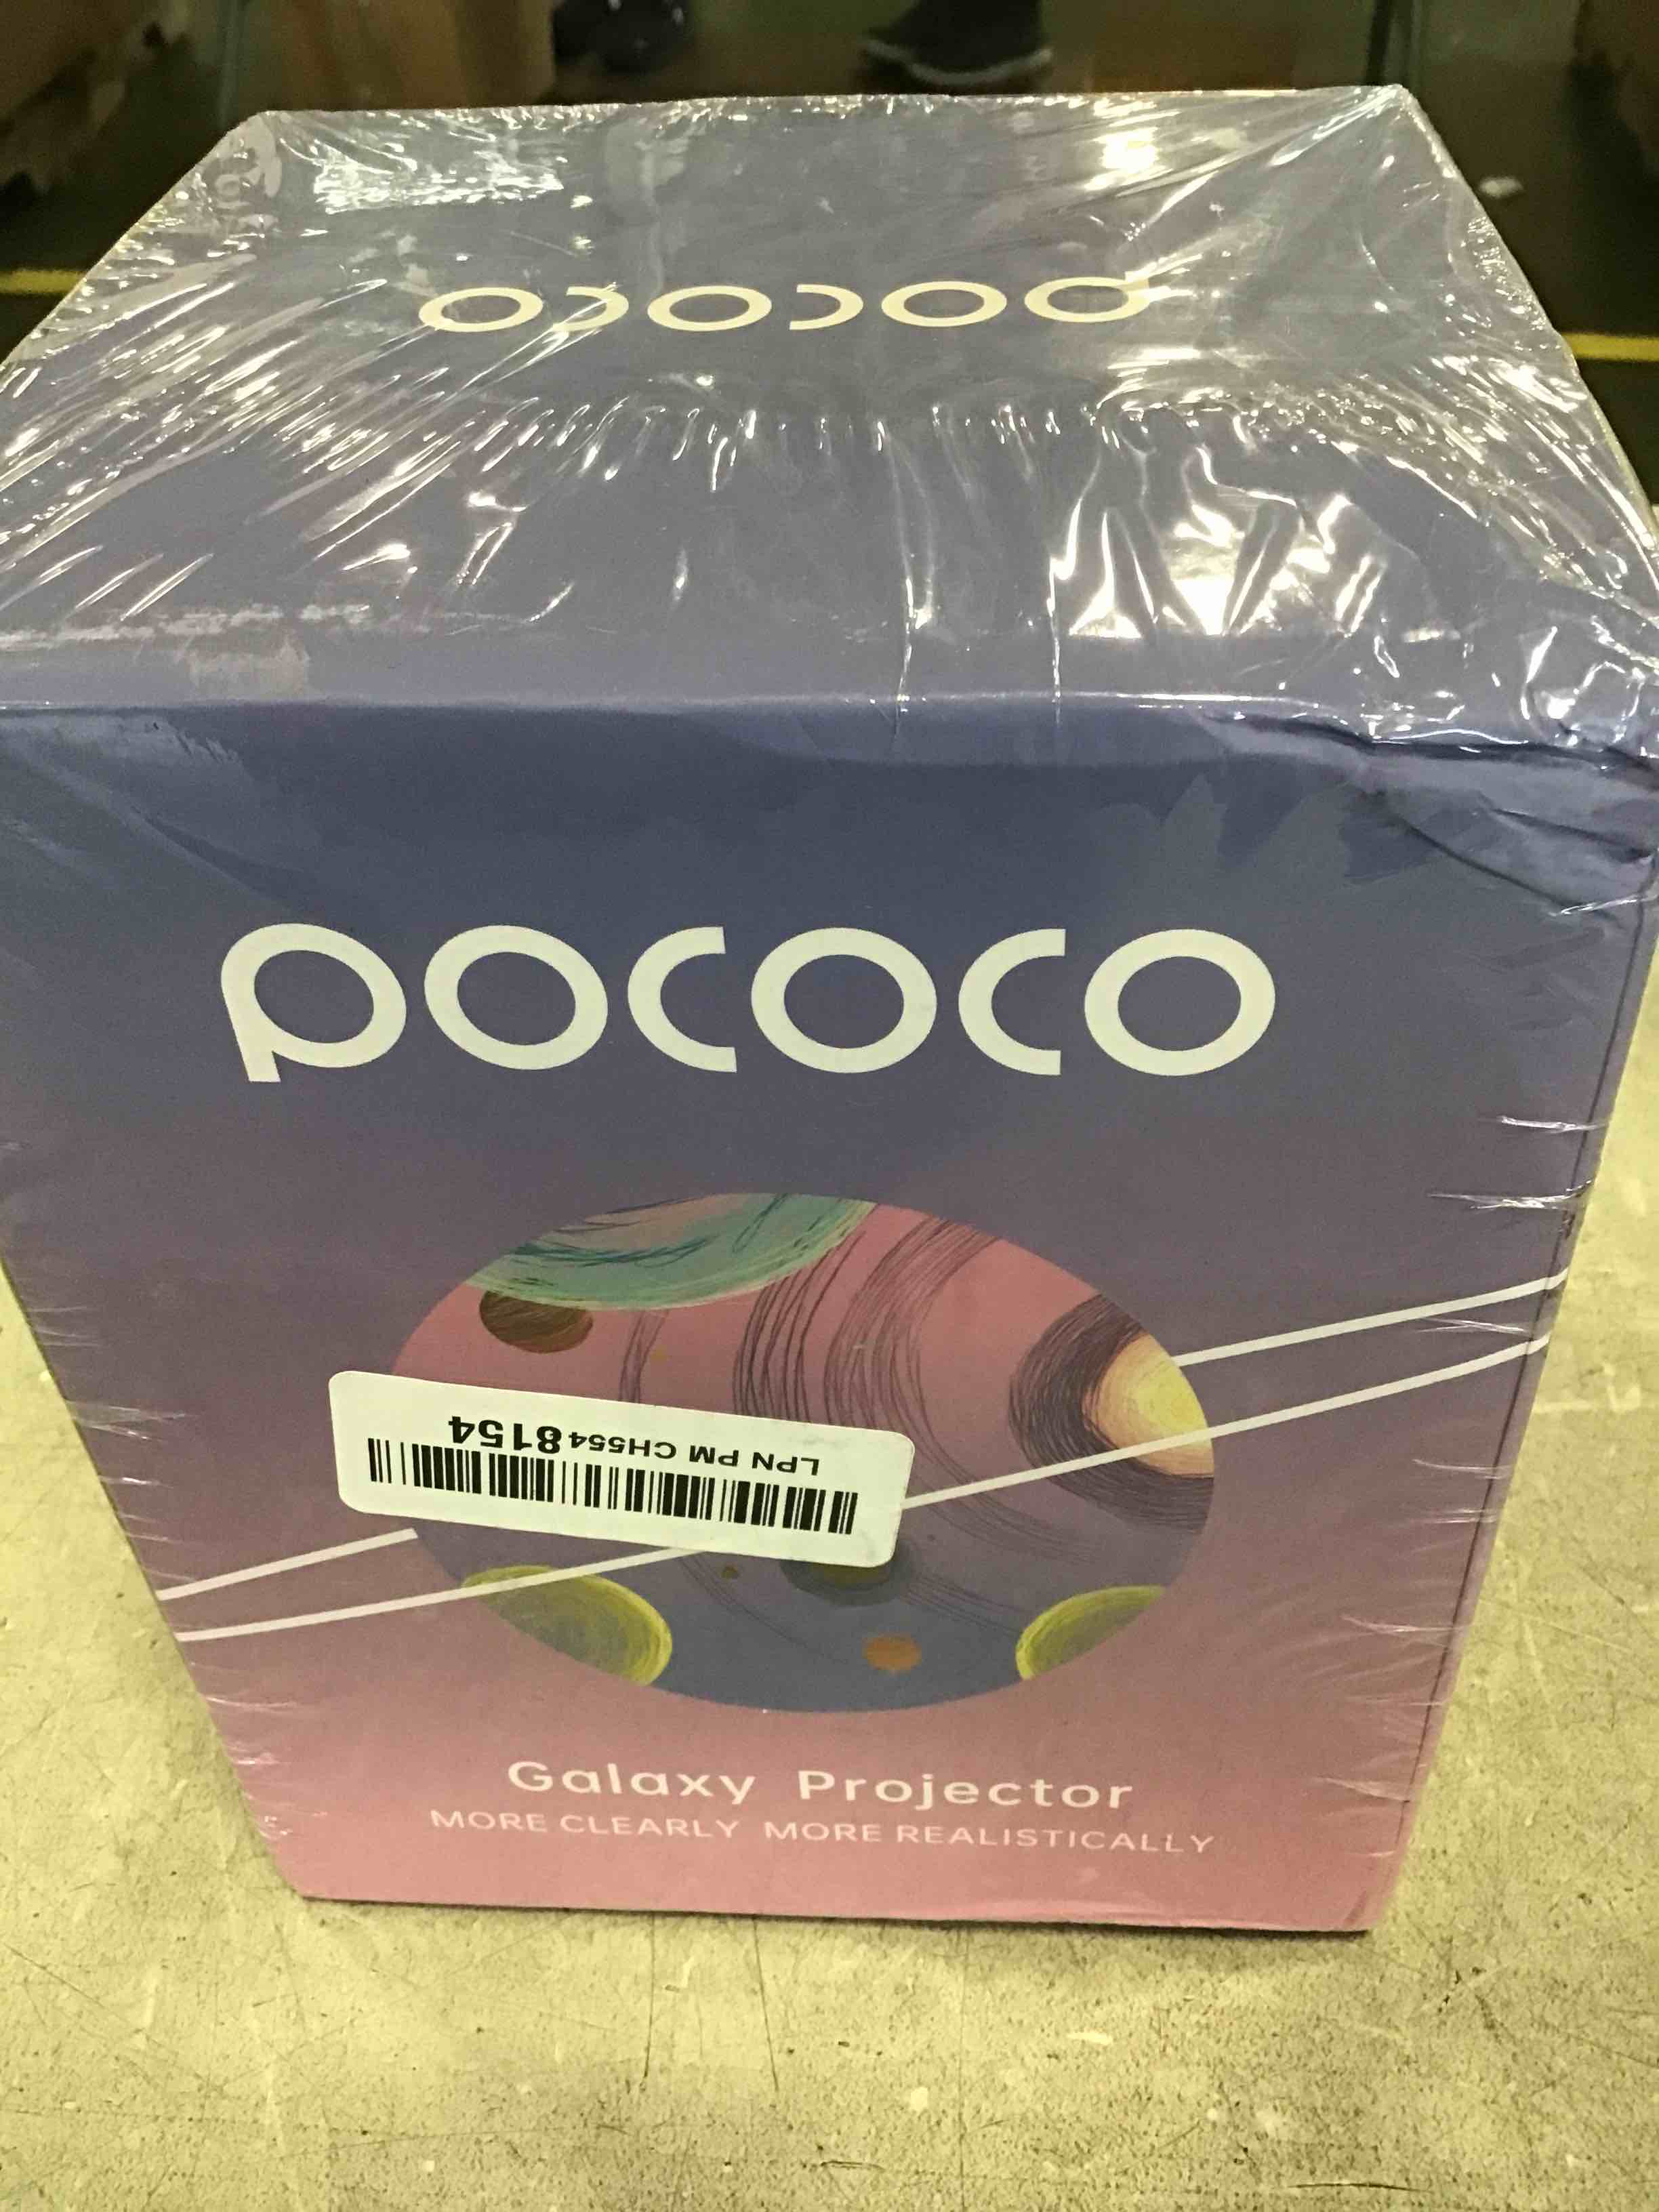 pococo
pococo
LPN PM CH5548154
Galaxy Projector
MORE CLEARLY MORE REALISTICALLY